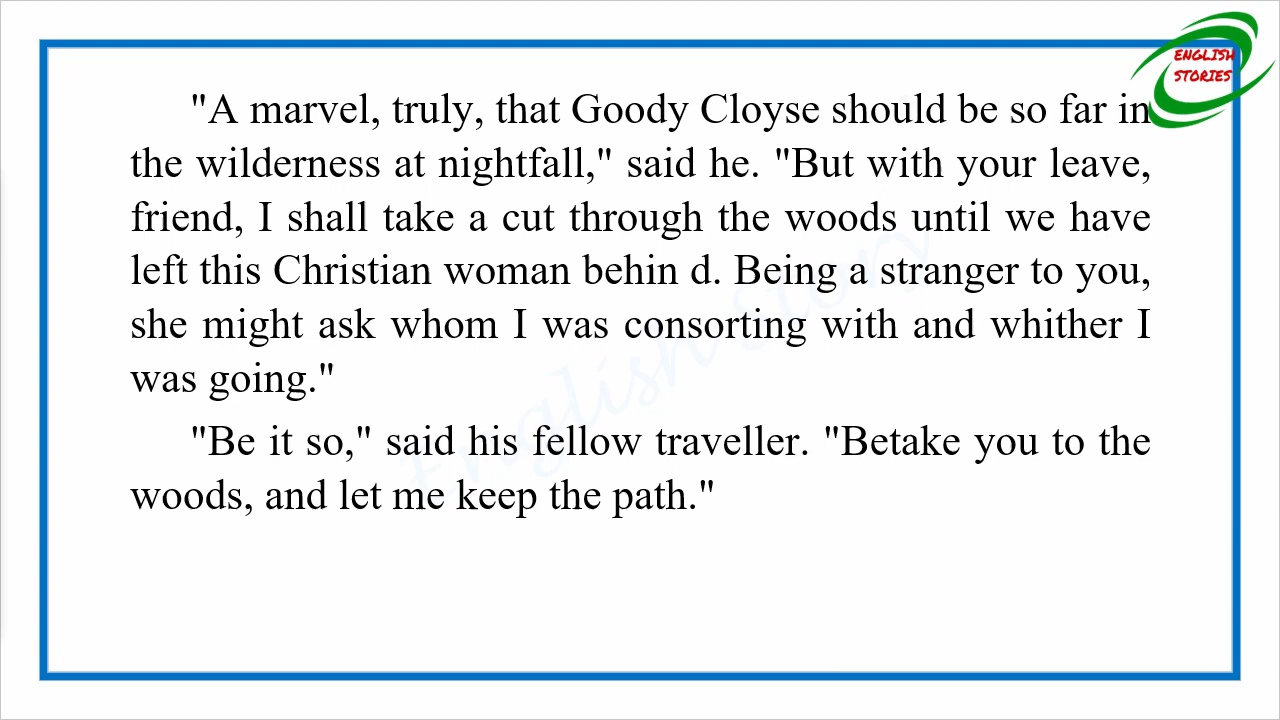 ENGLISH
STORIES
"A marvel, truly, that Goody Cloyse should be so far in
the wilderness at nightfall," said he. "But with your leave,
friend, I shall take a cut through the woods until we have
left this Christian woman behin d. Being a stranger to you,
she might ask whom I was consorting with and whither I
was going."
"Be it so," said his fellow traveller. "Betake you to the
woods, and let me keep the path."
English Story